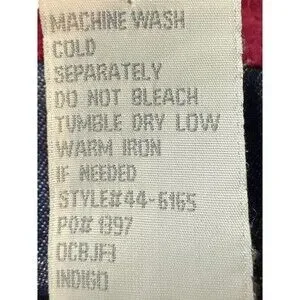 MACHINE WASH
COLD
SEPARATELY
DO NOT BLEACH
TUMBLE DRY LOW
WARM IRON
IF NEEDED
STYLE#44-6165
PO# 1397
OCBJF1
INDIGO